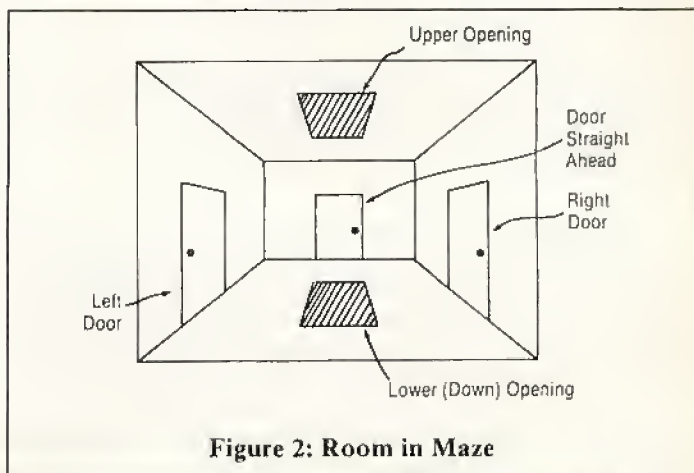 Upper Opening
Door
Straight
Ahead
Right
Door
Left
Door
Lower (Down) Opening
Figure 2: Room in Maze